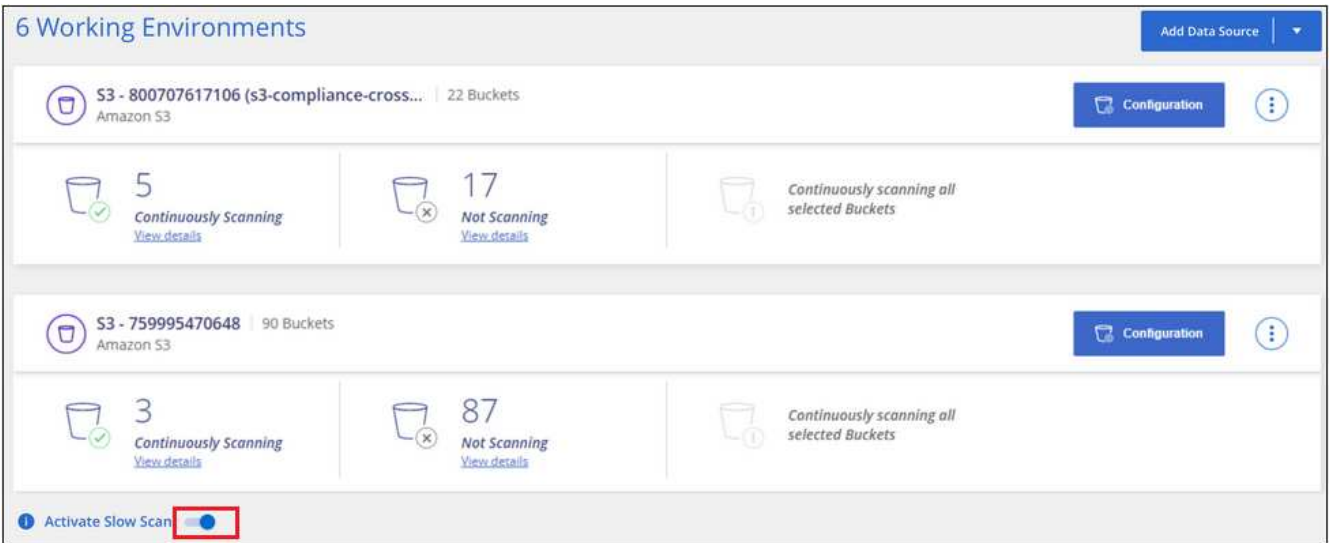 6 Working Environments
Add Data Source
S3 - 800707617106 (s3-compliance-cross... 22 Buckets
Amazon S3
Configuration
5
Continuously Scanning
View details
17
Not Scanning
View details
Continuously scanning all
selected Buckets
S3 - 759995470648 90 Buckets
Amazon S3
Configuration
3
Continuously Scanning
View details
87
Not Scanning
View details
Continuously scanning all
selected Buckets
Activate Slow Scan